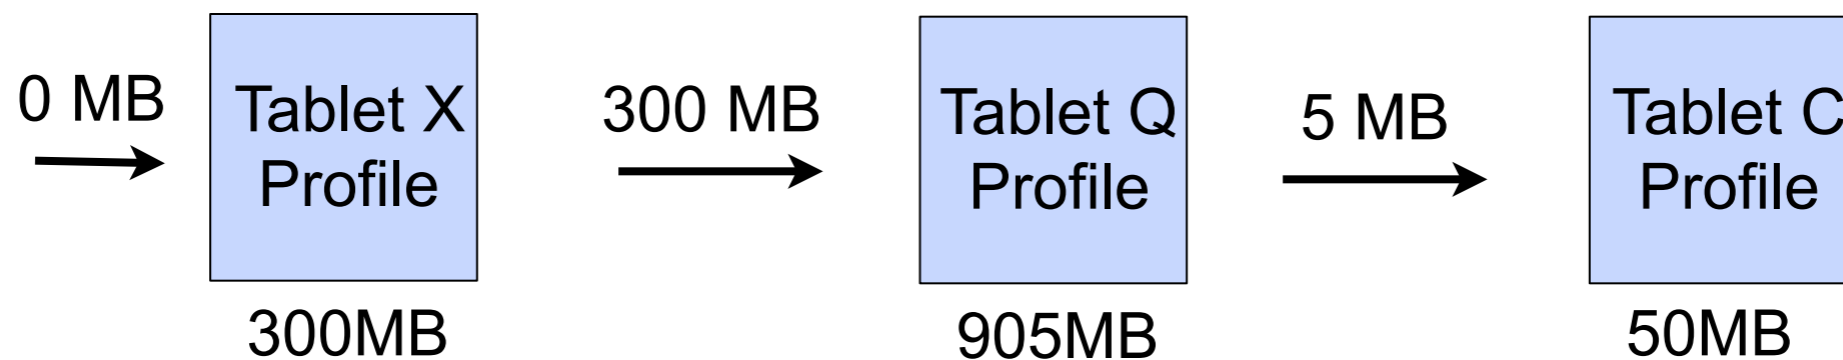 0 MB
Tablet X
Profile
300MB
300 MB
Tablet Q
Profile
905MB
5 MB
Tablet C
Profile
50MB